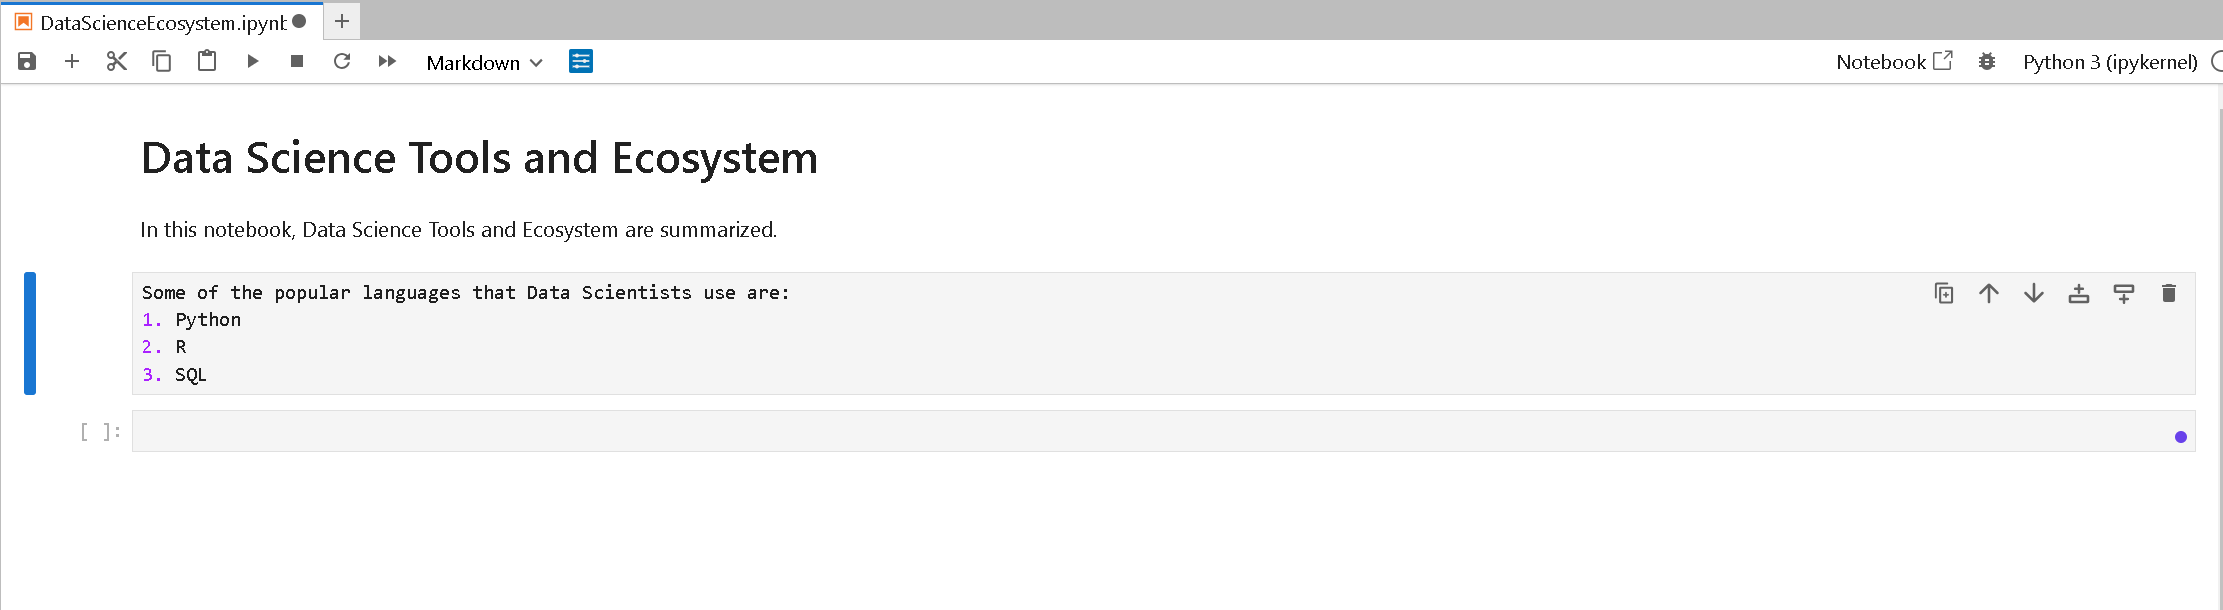 DataScienceEcosystem.ipynb
Markdown
Notebook
Python 3 (ipykernel)
Data Science Tools and Ecosystem
In this notebook, Data Science Tools and Ecosystem are summarized.
Some of the popular languages that Data Scientists use are:
1. Python
2. R
3. SQL
[ ]: